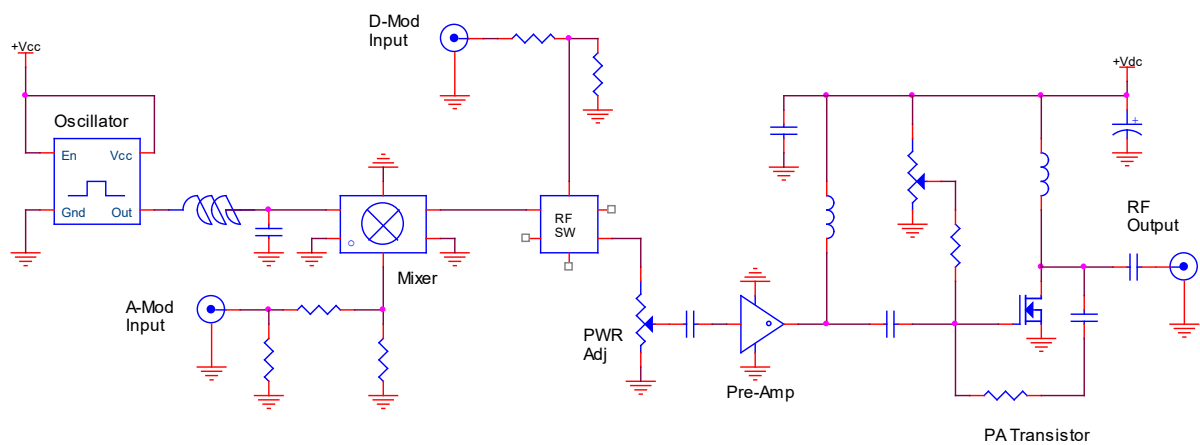 D-Mod
Input
+Vcc
+Vdc
Oscillator
En
Vcc
Gnd
Out
RF
SW
RF
Output
Mixer
A-Mod
Input
PWR
Adj
Pre-Amp
+
PA Transistor